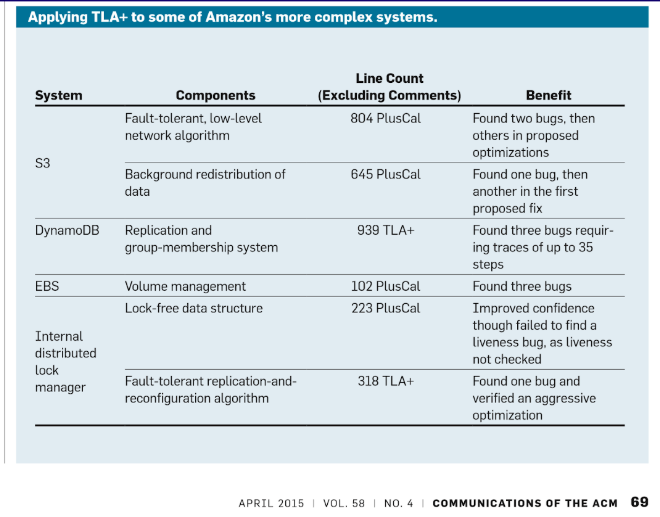 Applying TLA+ to some of Amazon's more complex systems.
System
Components
Line Count
(Excluding Comments)
Benefit
S3
Fault-tolerant, low-level
network algorithm
804 PlusCal
Found two bugs, then
others in proposed
optimizations
Background redistribution of
data
645 PlusCal
Found one bug, then
another in the first
proposed fix
DynamoDB
Replication and
group-membership system
939 TLA+
Found three bugs requir-
ing traces of up to 35
steps
EBS
Volume management
102 PlusCal
Found three bugs
Internal
distributed
lock
manager
Lock-free data structure
223 PlusCal
Improved confidence
though failed to find a
liveness bug, as liveness
not checked
Fault-tolerant replication-and-
reconfiguration algorithm
318 TLA+
Found one bug and
verified an aggressive
optimization
APRIL 2015 | VOL. 58 | NO. 4 | COMMUNICATIONS OF THE ACM 69